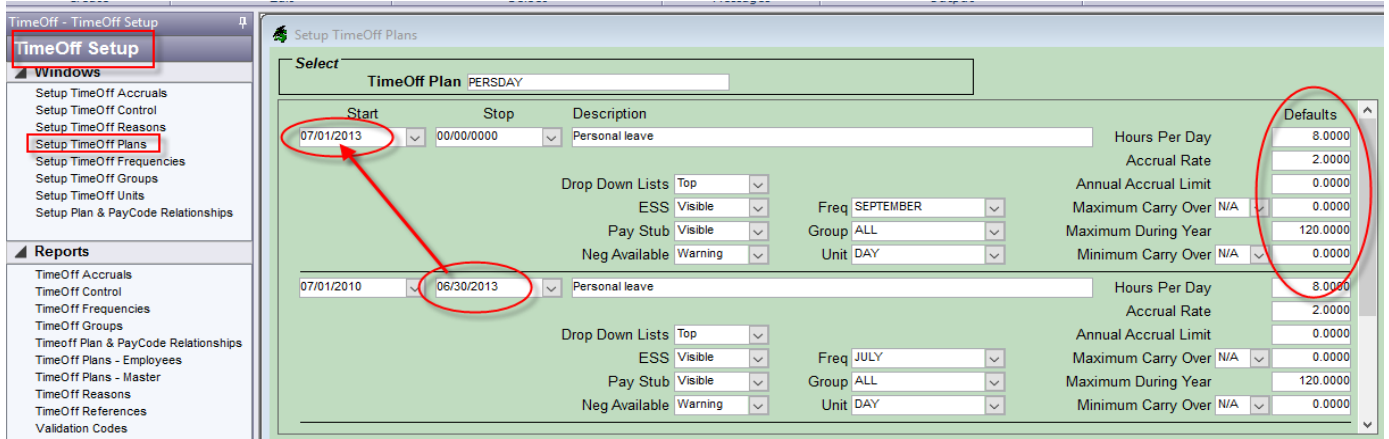 TimeOff - TimeOff Setup
TimeOff Setup
Windows
Setup TimeOff Accruals
Setup TimeOff Control
Setup TimeOff Reasons
Setup TimeOff Plans
Setup TimeOff Frequencies
Setup TimeOff Groups
Setup TimeOff Units
Setup Plan & PayCode Relationships
Reports
TimeOff Accruals
TimeOff Control
TimeOff Frequencies
TimeOff Groups
Timeoff Plan & PayCode Relationships
TimeOff Plans - Employees
TimeOff Plans - Master
TimeOff Reasons
TimeOff References
Validation Codes
Setup TimeOff Plans
Select
TimeOff Plan PERSDAY
Start Stop Description Defaults
07/01/2013 00/00/0000 Personal leave Hours Per Day 8.0000
Accrual Rate 2.0000
Drop Down Lists Top Annual Accrual Limit 0.0000
ESS Visible Freq SEPTEMBER Maximum Carry Over N/A 0.0000
Pay Stub Visible Group ALL Maximum During Year 120.0000
Neg Available Warning Unit DAY Minimum Carry Over N/A 0.0000
07/01/2010 06/30/2013 Personal leave Hours Per Day 8.0000
Accrual Rate 2.0000
Drop Down Lists Top Annual Accrual Limit 0.0000
ESS Visible Freq JULY Maximum Carry Over N/A 0.0000
Pay Stub Visible Group ALL Maximum During Year 120.0000
Neg Available Warning Unit DAY Minimum Carry Over N/A 0.0000